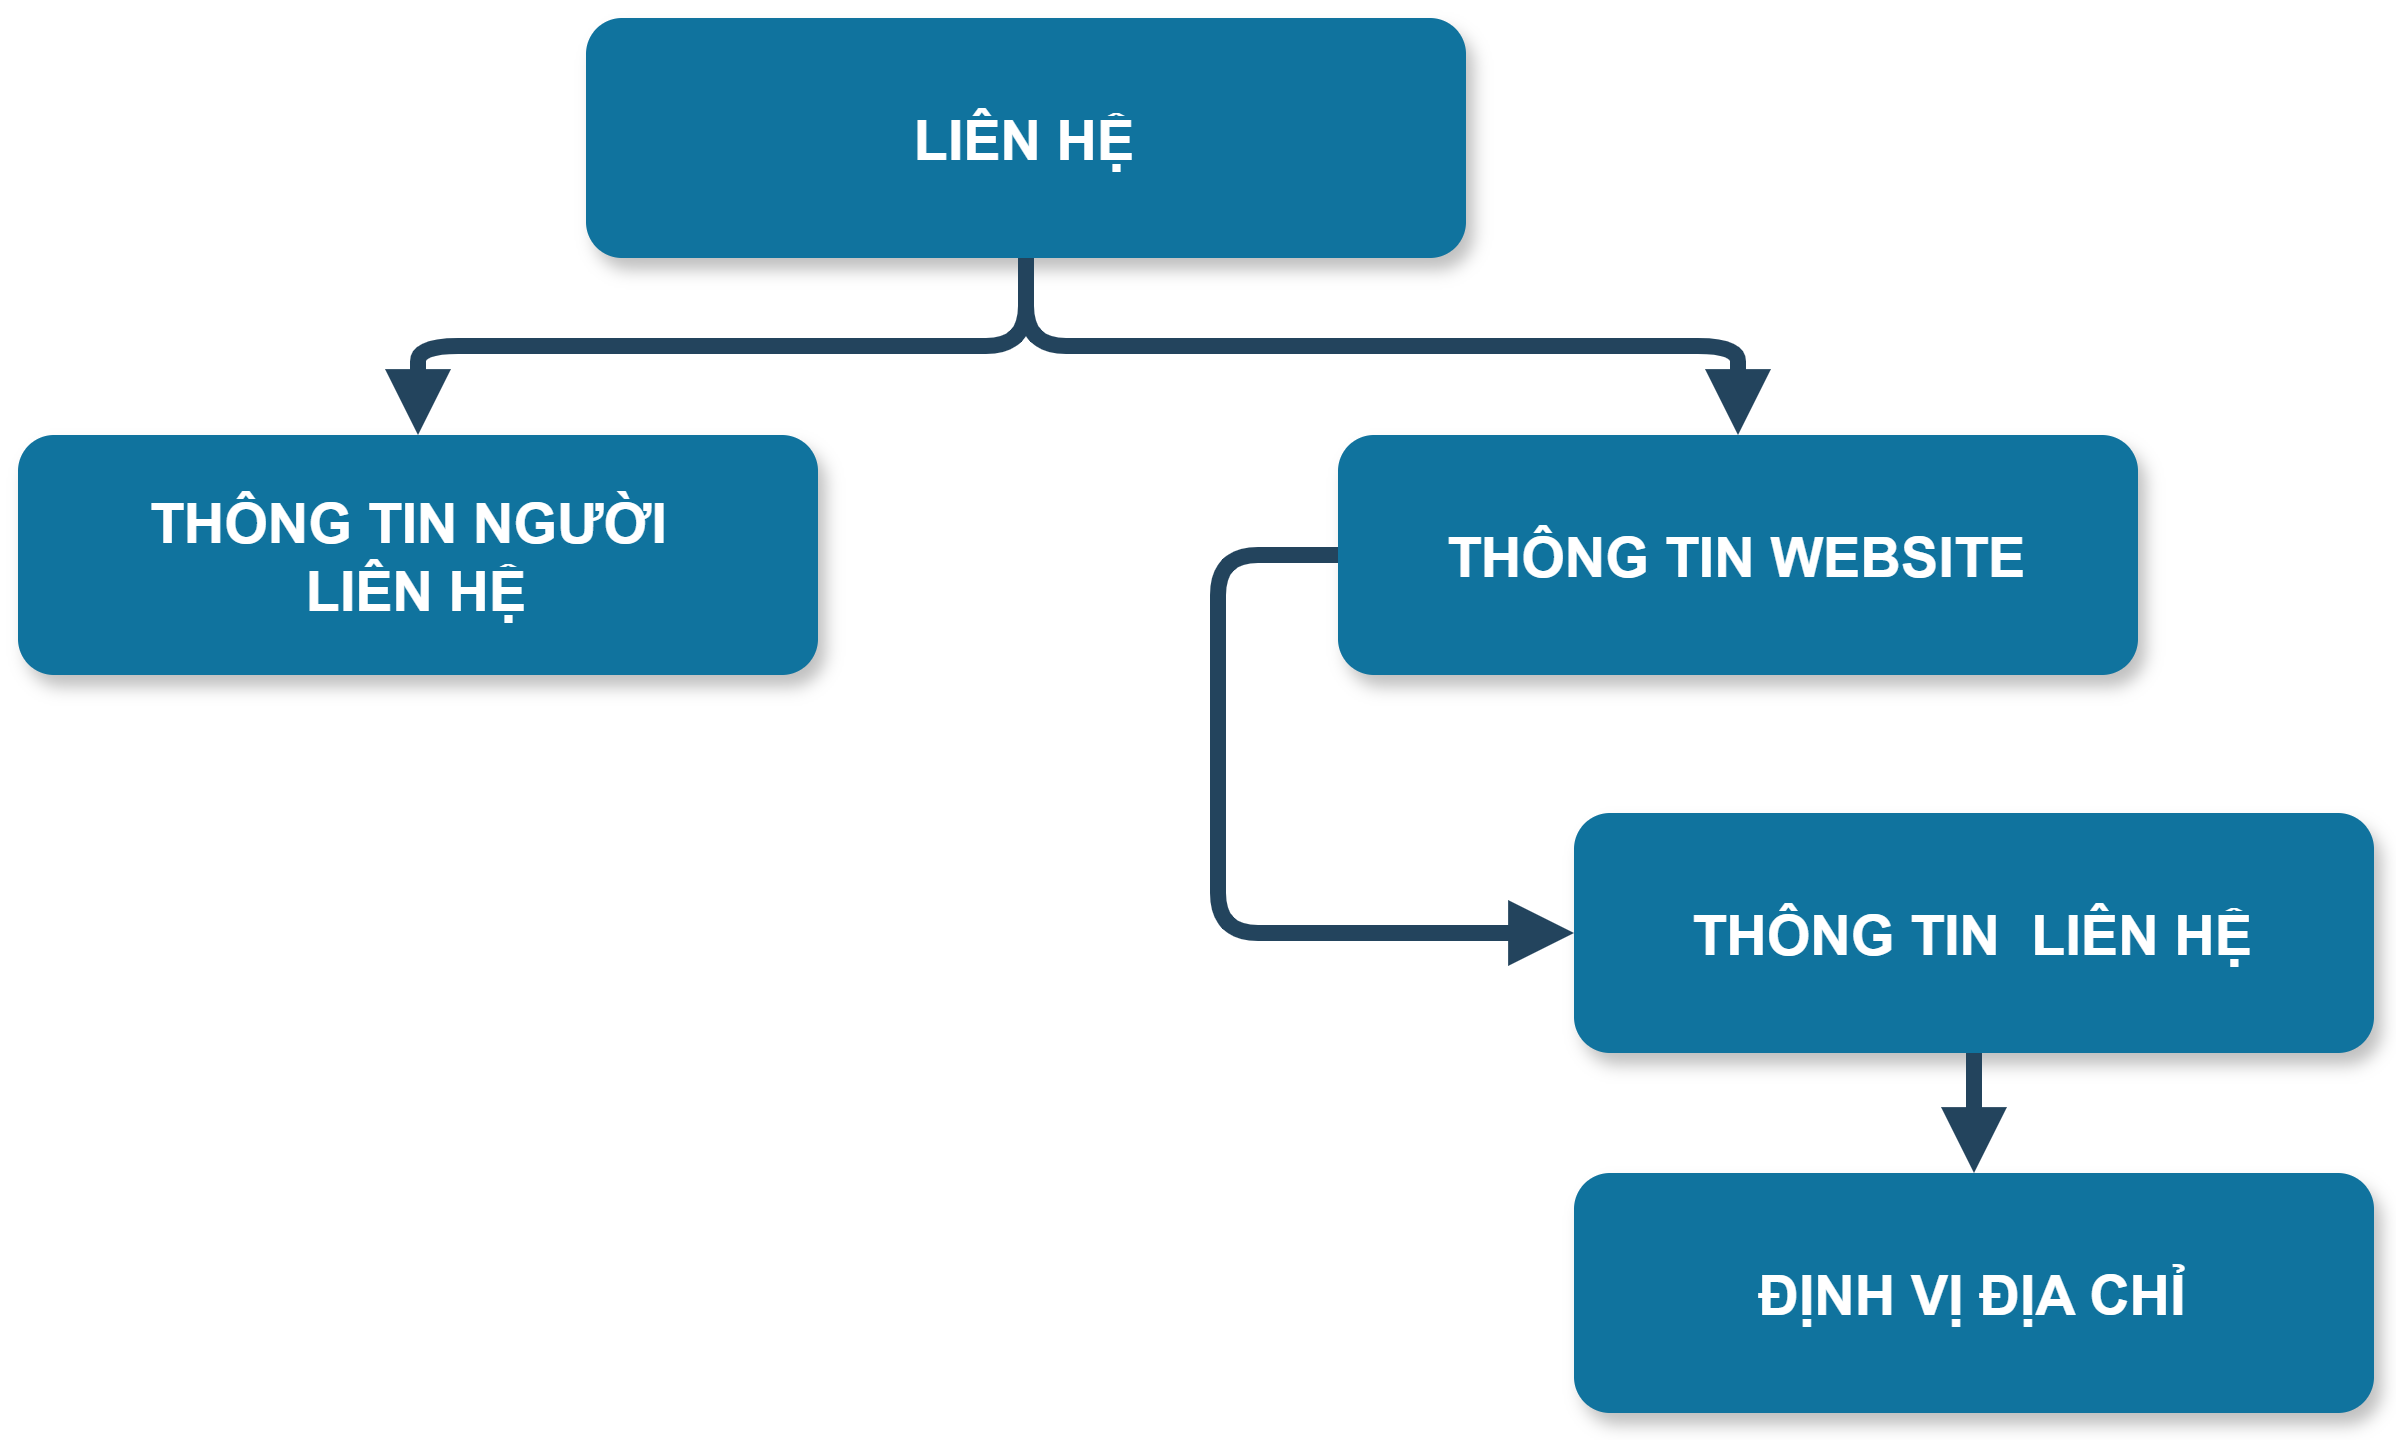 LIÊN HỆ
THÔNG TIN NGƯỜI
LIÊN HỆ
THÔNG TIN WEBSITE
THÔNG TIN  LIÊN HỆ
ĐỊNH VỊ ĐỊA CHỈ